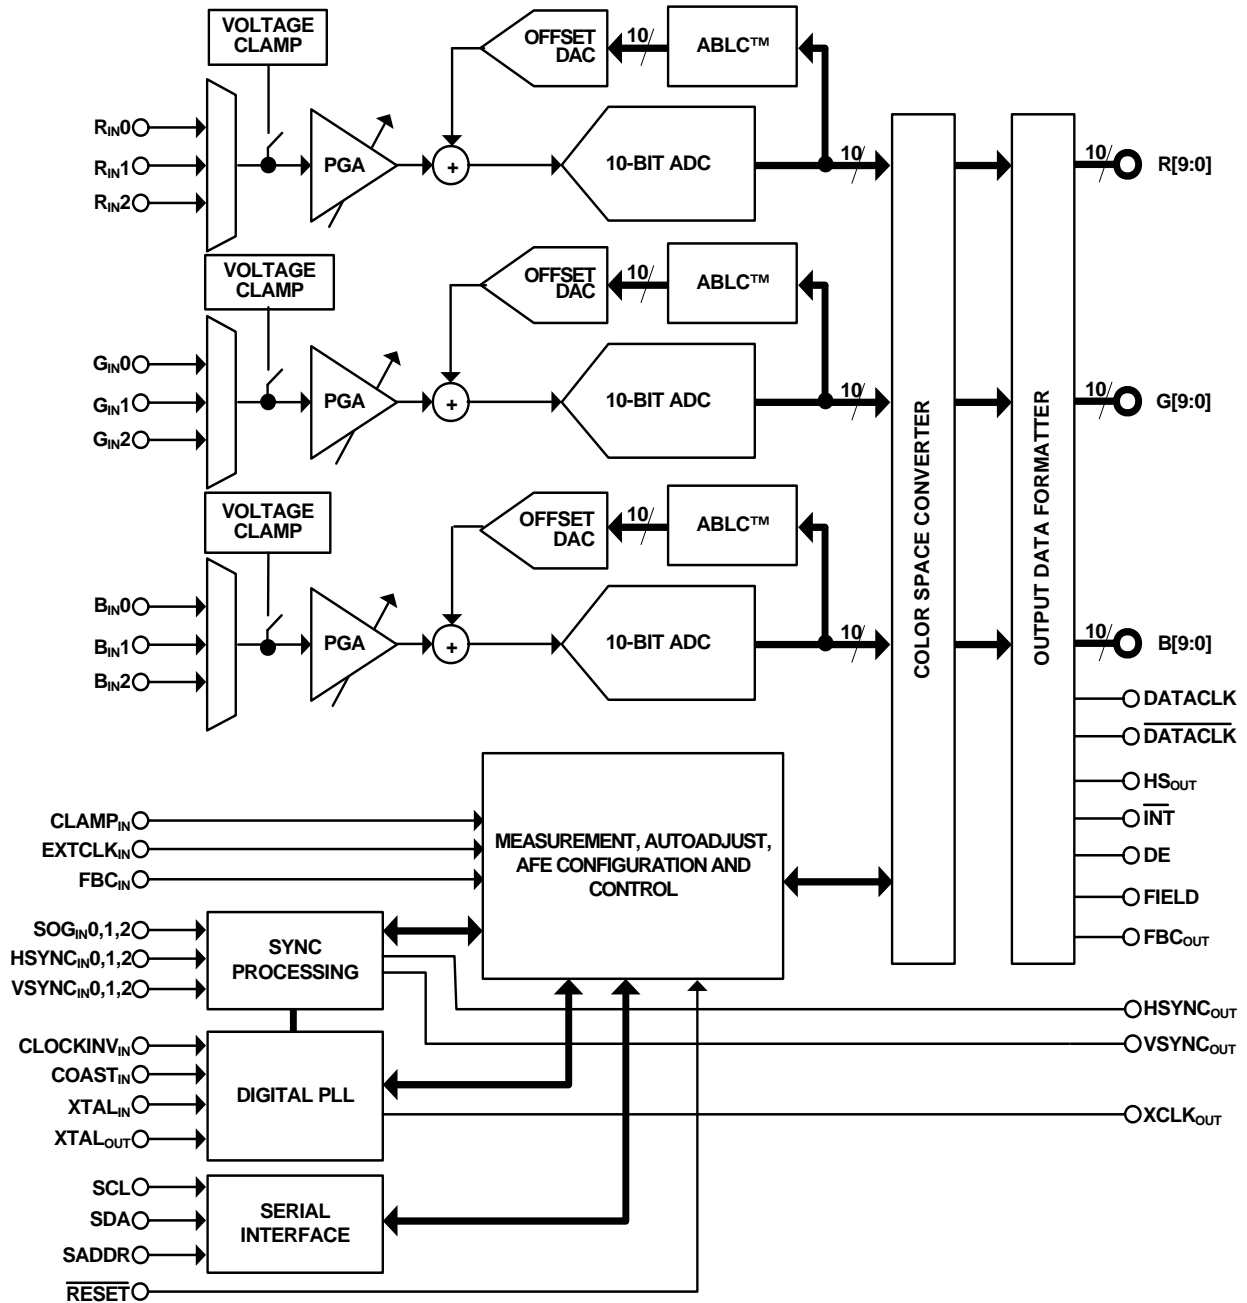 VOLTAGE
CLAMP
OFFSET
DAC
10
ABLC™
RIN0
RIN1
RIN2
PGA
+
10-BIT ADC
10
10
R[9:0]
VOLTAGE
CLAMP
OFFSET
DAC
10
ABLC™
GIN0
GIN1
GIN2
PGA
+
10-BIT ADC
10
10
G[9:0]
VOLTAGE
CLAMP
OFFSET
DAC
10
ABLC™
BIN0
BIN1
BIN2
PGA
+
10-BIT ADC
10
10
B[9:0]
COLOR SPACE CONVERTER
OUTPUT DATA FORMATTER
DATACLK
DATACLK
HSOUT
INT
DE
FIELD
FBCOUT
HSYNCOUT
VSYNCOUT
XCLKOUT
CLAMPIN
EXTCLKIN
FBCIN
MEASUREMENT, AUTOADJUST,
AFE CONFIGURATION AND
CONTROL
SOGIN0,1,2
HSYNCIN0,1,2
VSYNCIN0,1,2
SYNC
PROCESSING
CLOCKINVIN
COASTIN
XTALIN
XTALOUT
DIGITAL PLL
SCL
SDA
SADDR
SERIAL
INTERFACE
RESET